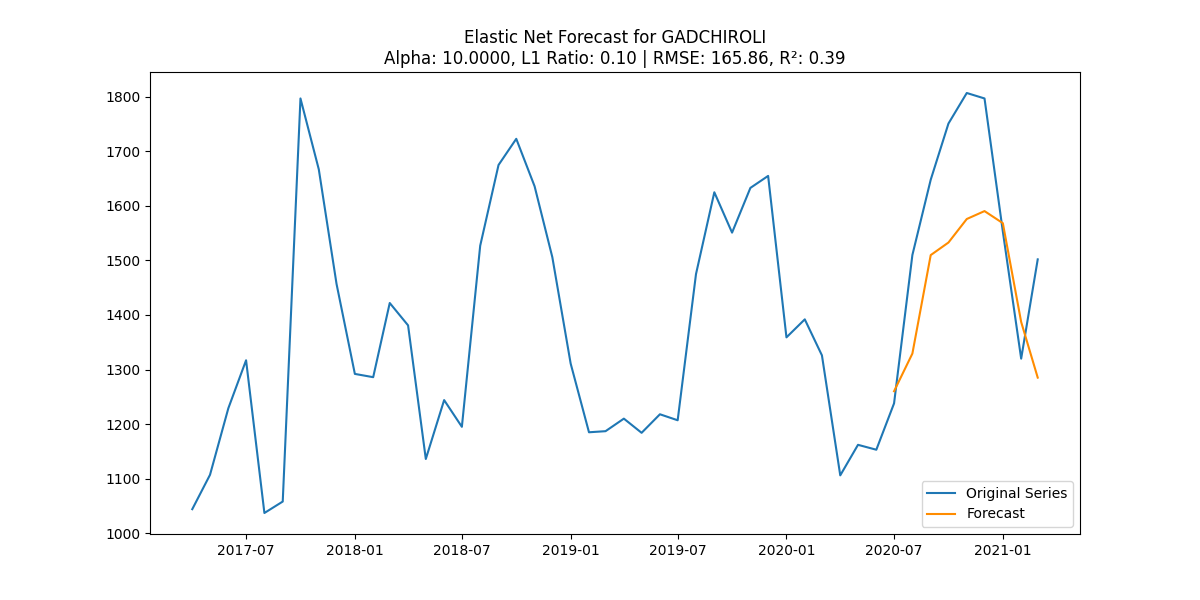 Elastic Net Forecast for GADCHIROLI
Alpha: 10.0000, L1 Ratio: 0.10 | RMSE: 165.86, R²: 0.39
1800
1700
1600
1500
1400
1300
1200
1100
1000
Original Series
Forecast
2017-07 2018-01 2018-07 2019-01 2019-07 2020-01 2020-07 2021-01